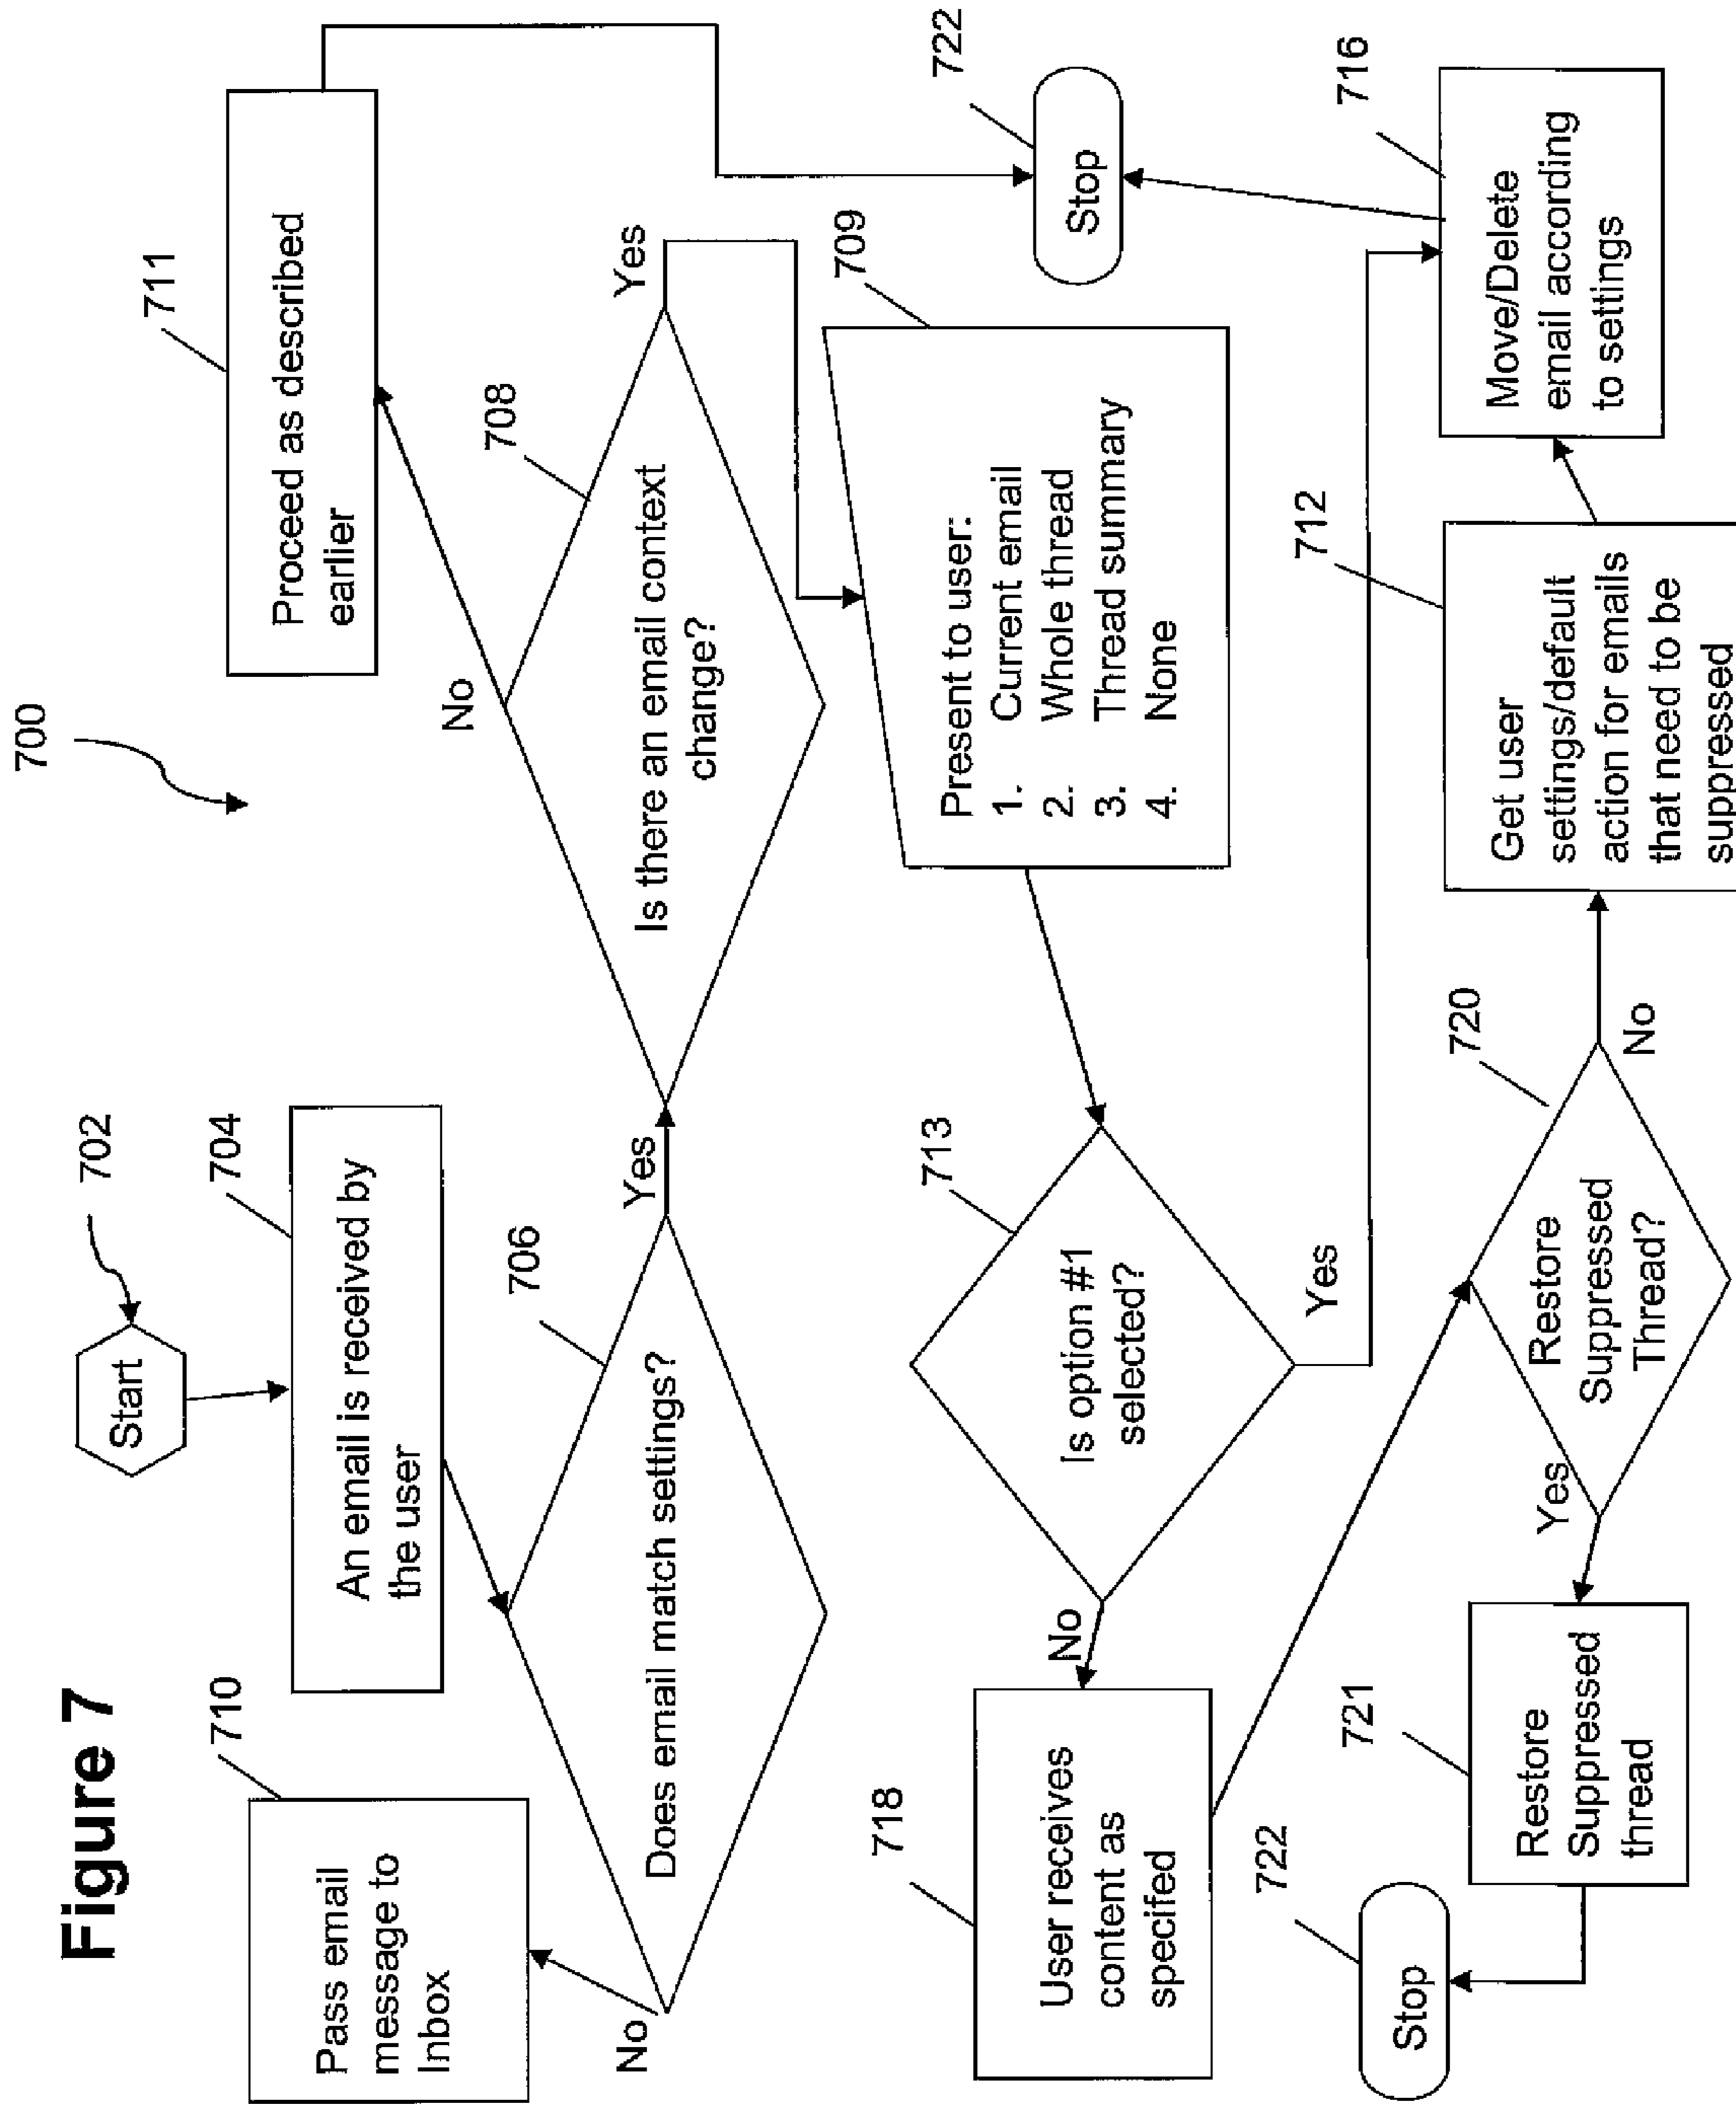 Figure 7
700
702
Start
704
An email is received by
the user
710
Pass email
message to
Inbox
706
Does email match settings?
No
Yes
708
Is there an email context
change?
No
Yes
711
Proceed as described
earlier
709
Present to user:
1. Current email
2. Whole thread
3. Thread summary
4. None
722
Stop
713
Is option #1
selected?
No
Yes
718
User receives
content as
specifed
720
Restore
Suppressed
Thread?
Yes
No
721
Restore
Suppressed
thread
722
Stop
712
Get user
settings/default
action for emails
that need to be
suppressed
716
Move/Delete
email according
to settings